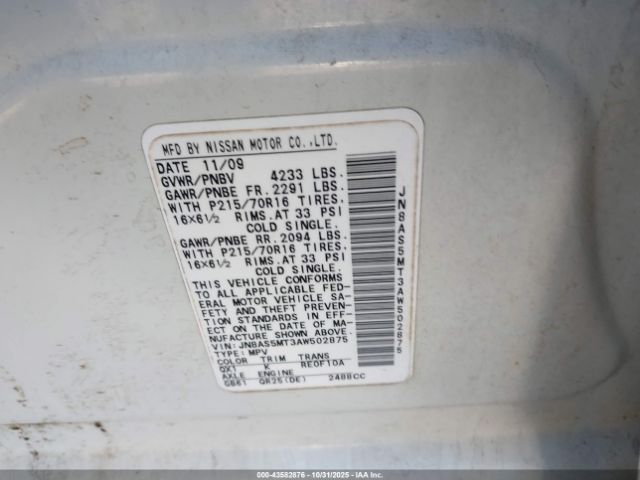 MFD BY NISSAN MOTOR CO.,LTD.
DATE 11/09
GVWR/PNBV 4233 LBS.
GAWR/PNBE FR. 2291 LBS.
WITH P215/70R16 TIRES.
16X6½ RIMS.AT 33 PSI
COLD SINGLE.
GAWR/PNBE RR. 2094 LBS.
WITH P215/70R16 TIRES.
16X6½ RIMS.AT 33 PSI
COLD SINGLE.
THIS VEHICLE CONFORMS
TO ALL APPLICABLE FED-
ERAL MOTOR VEHICLE SA-
FETY AND THEFT PREVEN-
TION STANDARDS IN EFF-
ECT ON THE DATE OF MA-
NUFACTURE SHOWN ABOVE.
VIN: JN8AS5MT3AW502875
TYPE: MPV
COLOR TRIM TRANS
QX1 K RE0F10A
AXLE ENGINE
GB61 QR25(DE) 2488CC
JN8AS5MT3AW502875
000-43582676 - 10/31/2025 - Copyright © 2025 IAA, Inc.